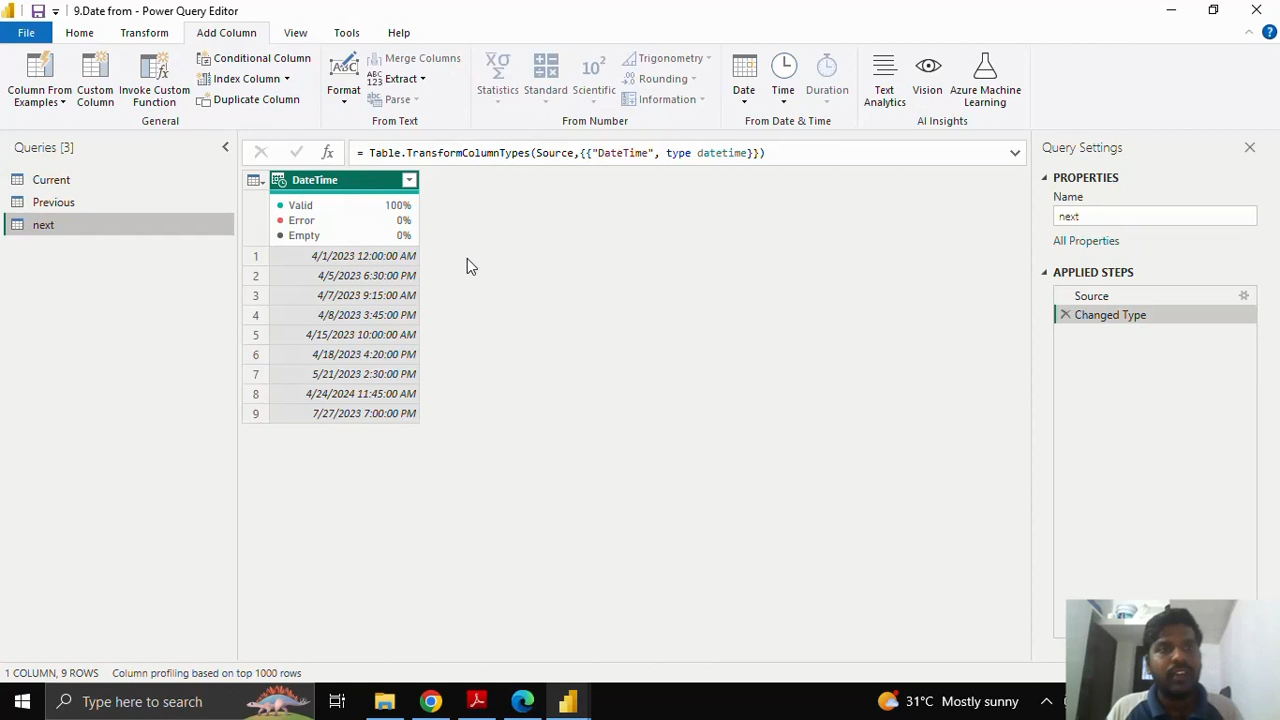 9.Date from - Power Query Editor
File Home Transform Add Column View Tools Help
Column From Examples
Custom Column
Invoke Custom Function
Conditional Column
Index Column
Duplicate Column
General
Format
Merge Columns
ABC 123 Extract
abc Parse
From Text
Statistics
Standard
Scientific
Trigonometry
Rounding
Information
From Number
Date
Time
Duration
From Date & Time
Text Analytics
Vision
Azure Machine Learning
AI Insights
Queries [3]
Current
Previous
next
fx = Table.TransformColumnTypes(Source,{{"DateTime", type datetime}})
DateTime
Valid 100%
Error 0%
Empty 0%
1 4/1/2023 12:00:00 AM
2 4/5/2023 6:30:00 PM
3 4/7/2023 9:15:00 AM
4 4/8/2023 3:45:00 PM
5 4/15/2023 10:00:00 AM
6 4/18/2023 4:20:00 PM
7 5/21/2023 2:30:00 PM
8 4/24/2024 11:45:00 AM
9 7/27/2023 7:00:00 PM
Query Settings
PROPERTIES
Name
next
All Properties
APPLIED STEPS
Source
Changed Type
1 COLUMN, 9 ROWS Column profiling based on top 1000 rows
Type here to search
31°C Mostly sunny